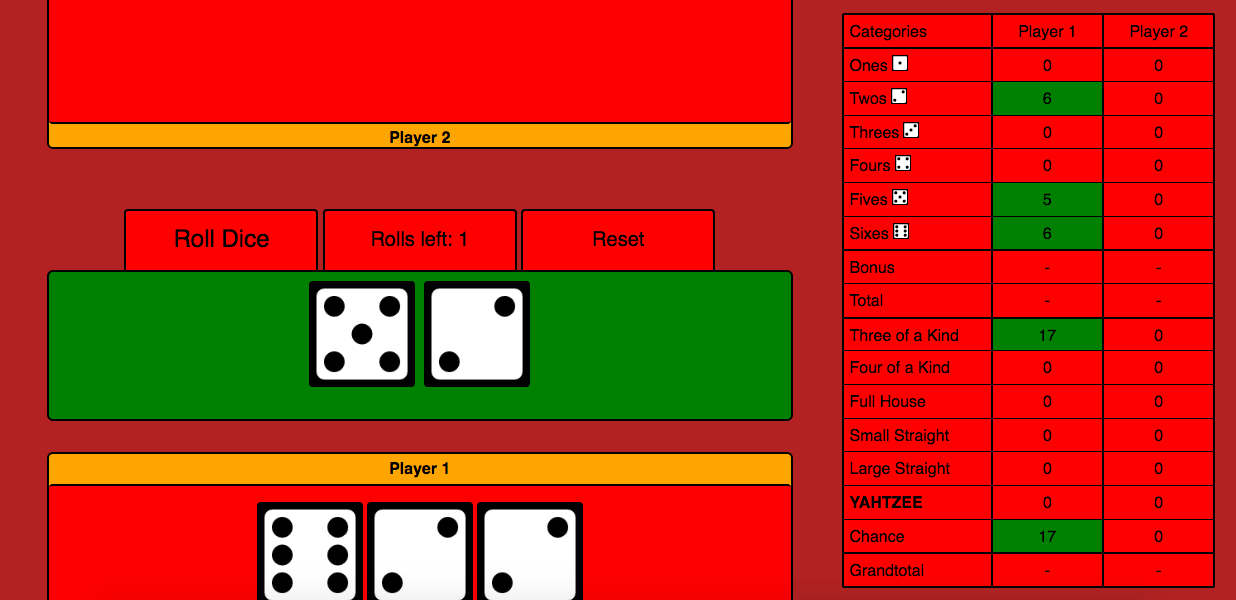 Player 2
Roll Dice
Rolls left: 1
Reset
Player 1
Categories Player 1 Player 2
Ones 0 0
Twos 6 0
Threes 0 0
Fours 0 0
Fives 5 0
Sixes 6 0
Bonus - -
Total - -
Three of a Kind 17 0
Four of a Kind 0 0
Full House 0 0
Small Straight 0 0
Large Straight 0 0
YAHTZEE 0 0
Chance 17 0
Grandtotal - -